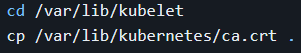 cd /var/lib/kubelet
cp /var/lib/kubernetes/ca.crt .